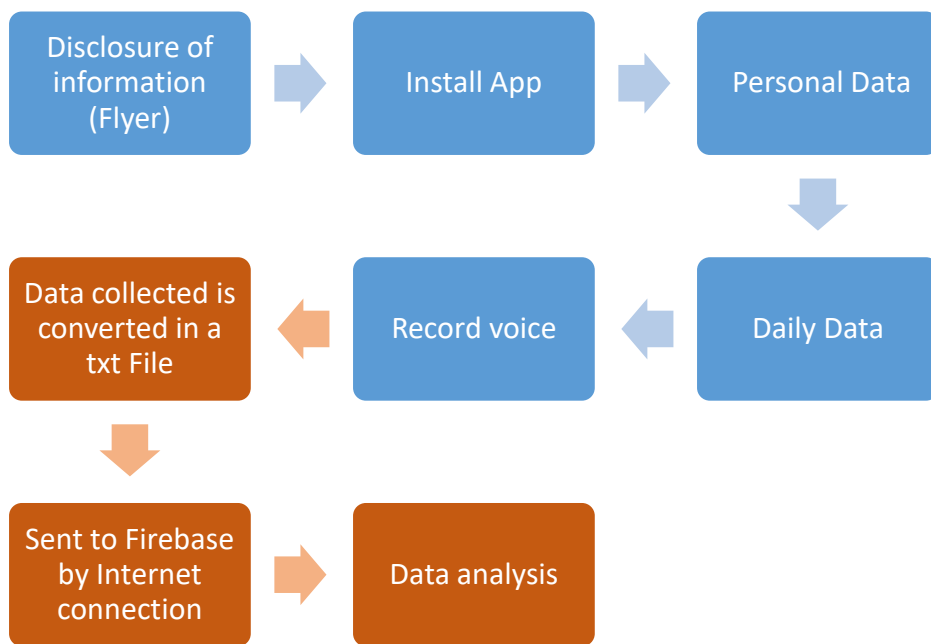 Disclosure of
information
(Flyer)
Install App
Personal Data
Data collected is
converted in a
txt File
Record voice
Daily Data
Sent to Firebase
by Internet
connection
Data analysis